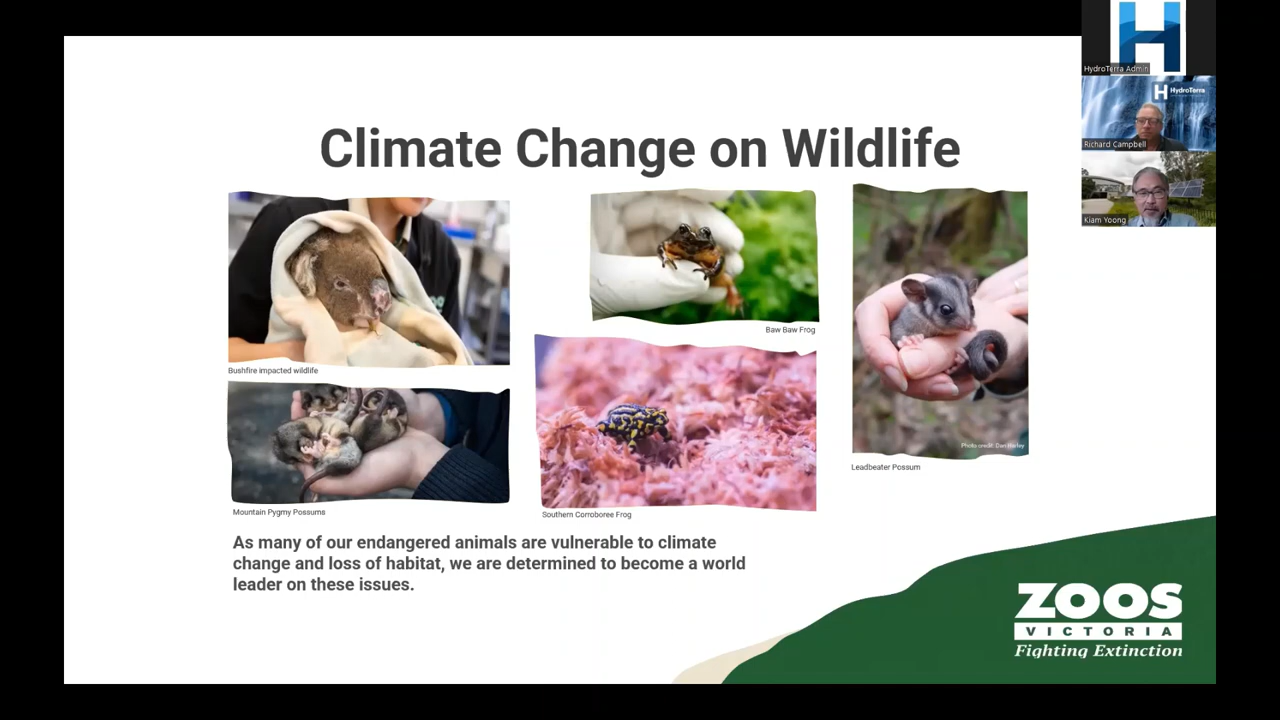 Climate Change on Wildlife
Bushfire impacted wildlife
Baw Baw Frog
Photo credit: Dan Harley
Leadbeater Possum
Mountain Pygmy Possums
Southern Corroboree Frog
As many of our endangered animals are vulnerable to climate
change and loss of habitat, we are determined to become a world
leader on these issues.
ZOOS
VICTORIA
Fighting Extinction
H
HydroTerra Admin
H HydroTerra
Richard Campbell
Kiam Yoong